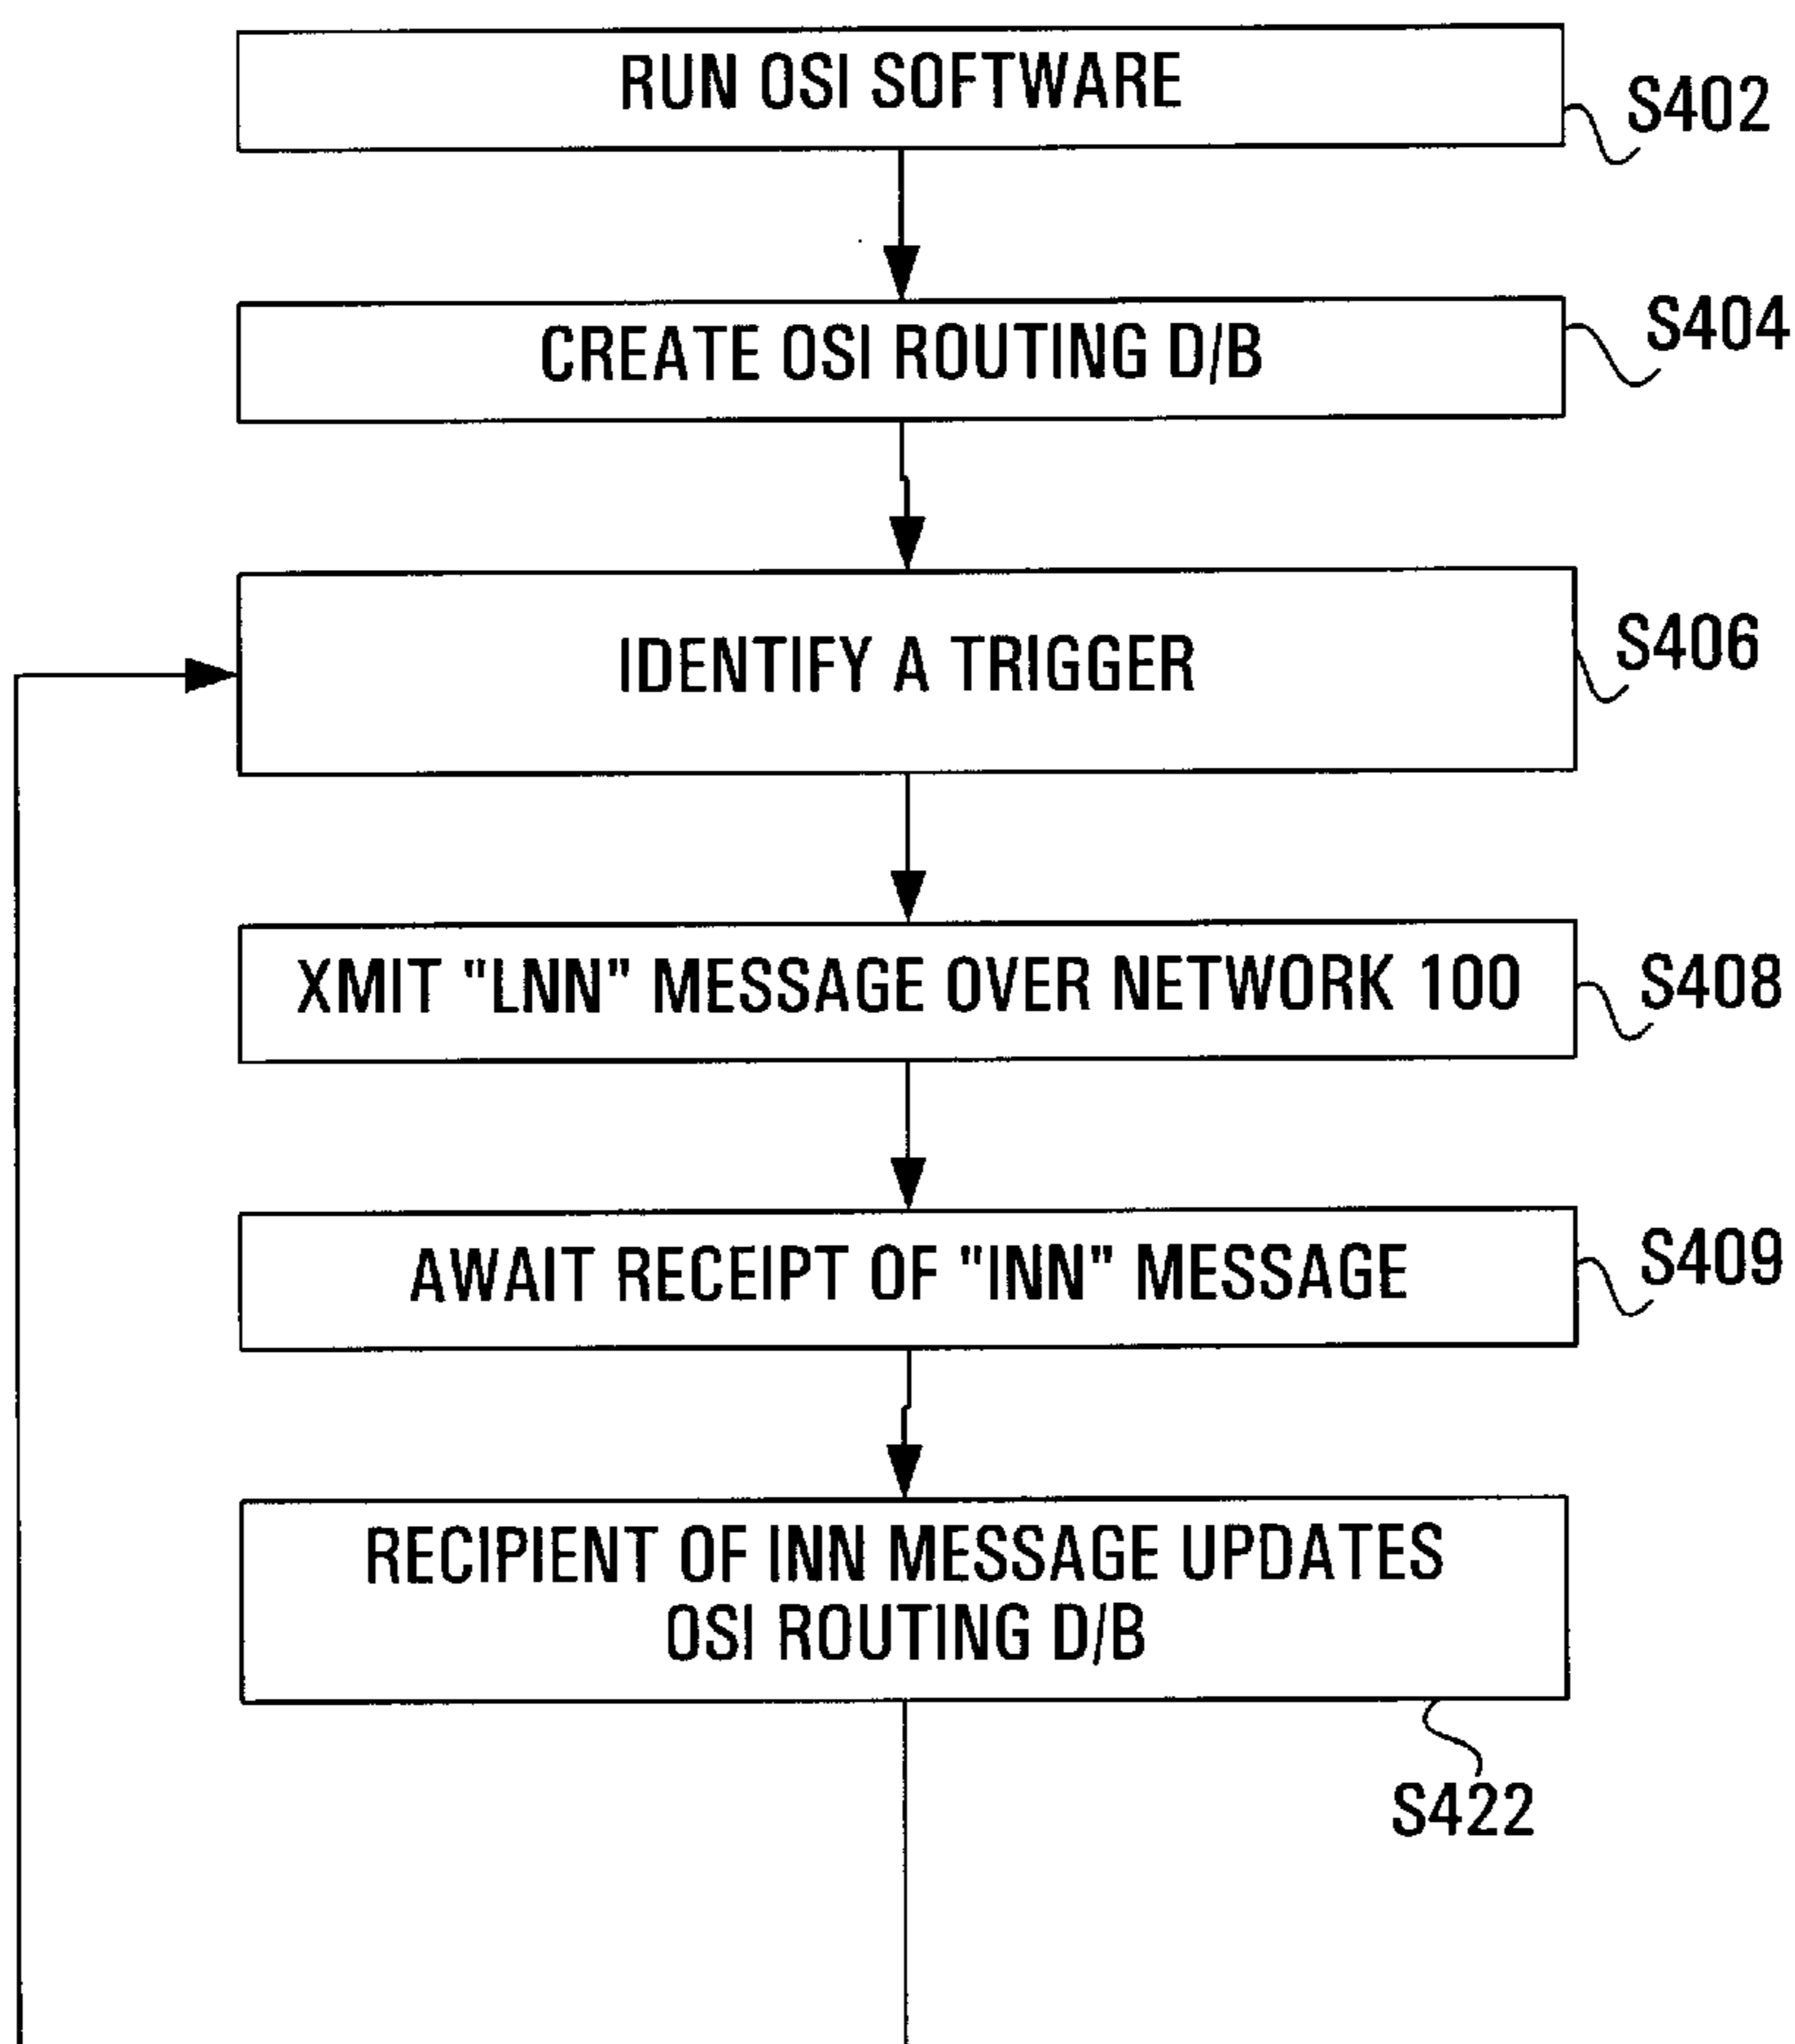 RUN OSI SOFTWARE
S402
CREATE OSI ROUTING D/B
S404
IDENTIFY A TRIGGER
S406
XMIT "LNN" MESSAGE OVER NETWORK 100
S408
AWAIT RECEIPT OF "INN" MESSAGE
S409
RECIPIENT OF INN MESSAGE UPDATES
OSI ROUTING D/B
S422